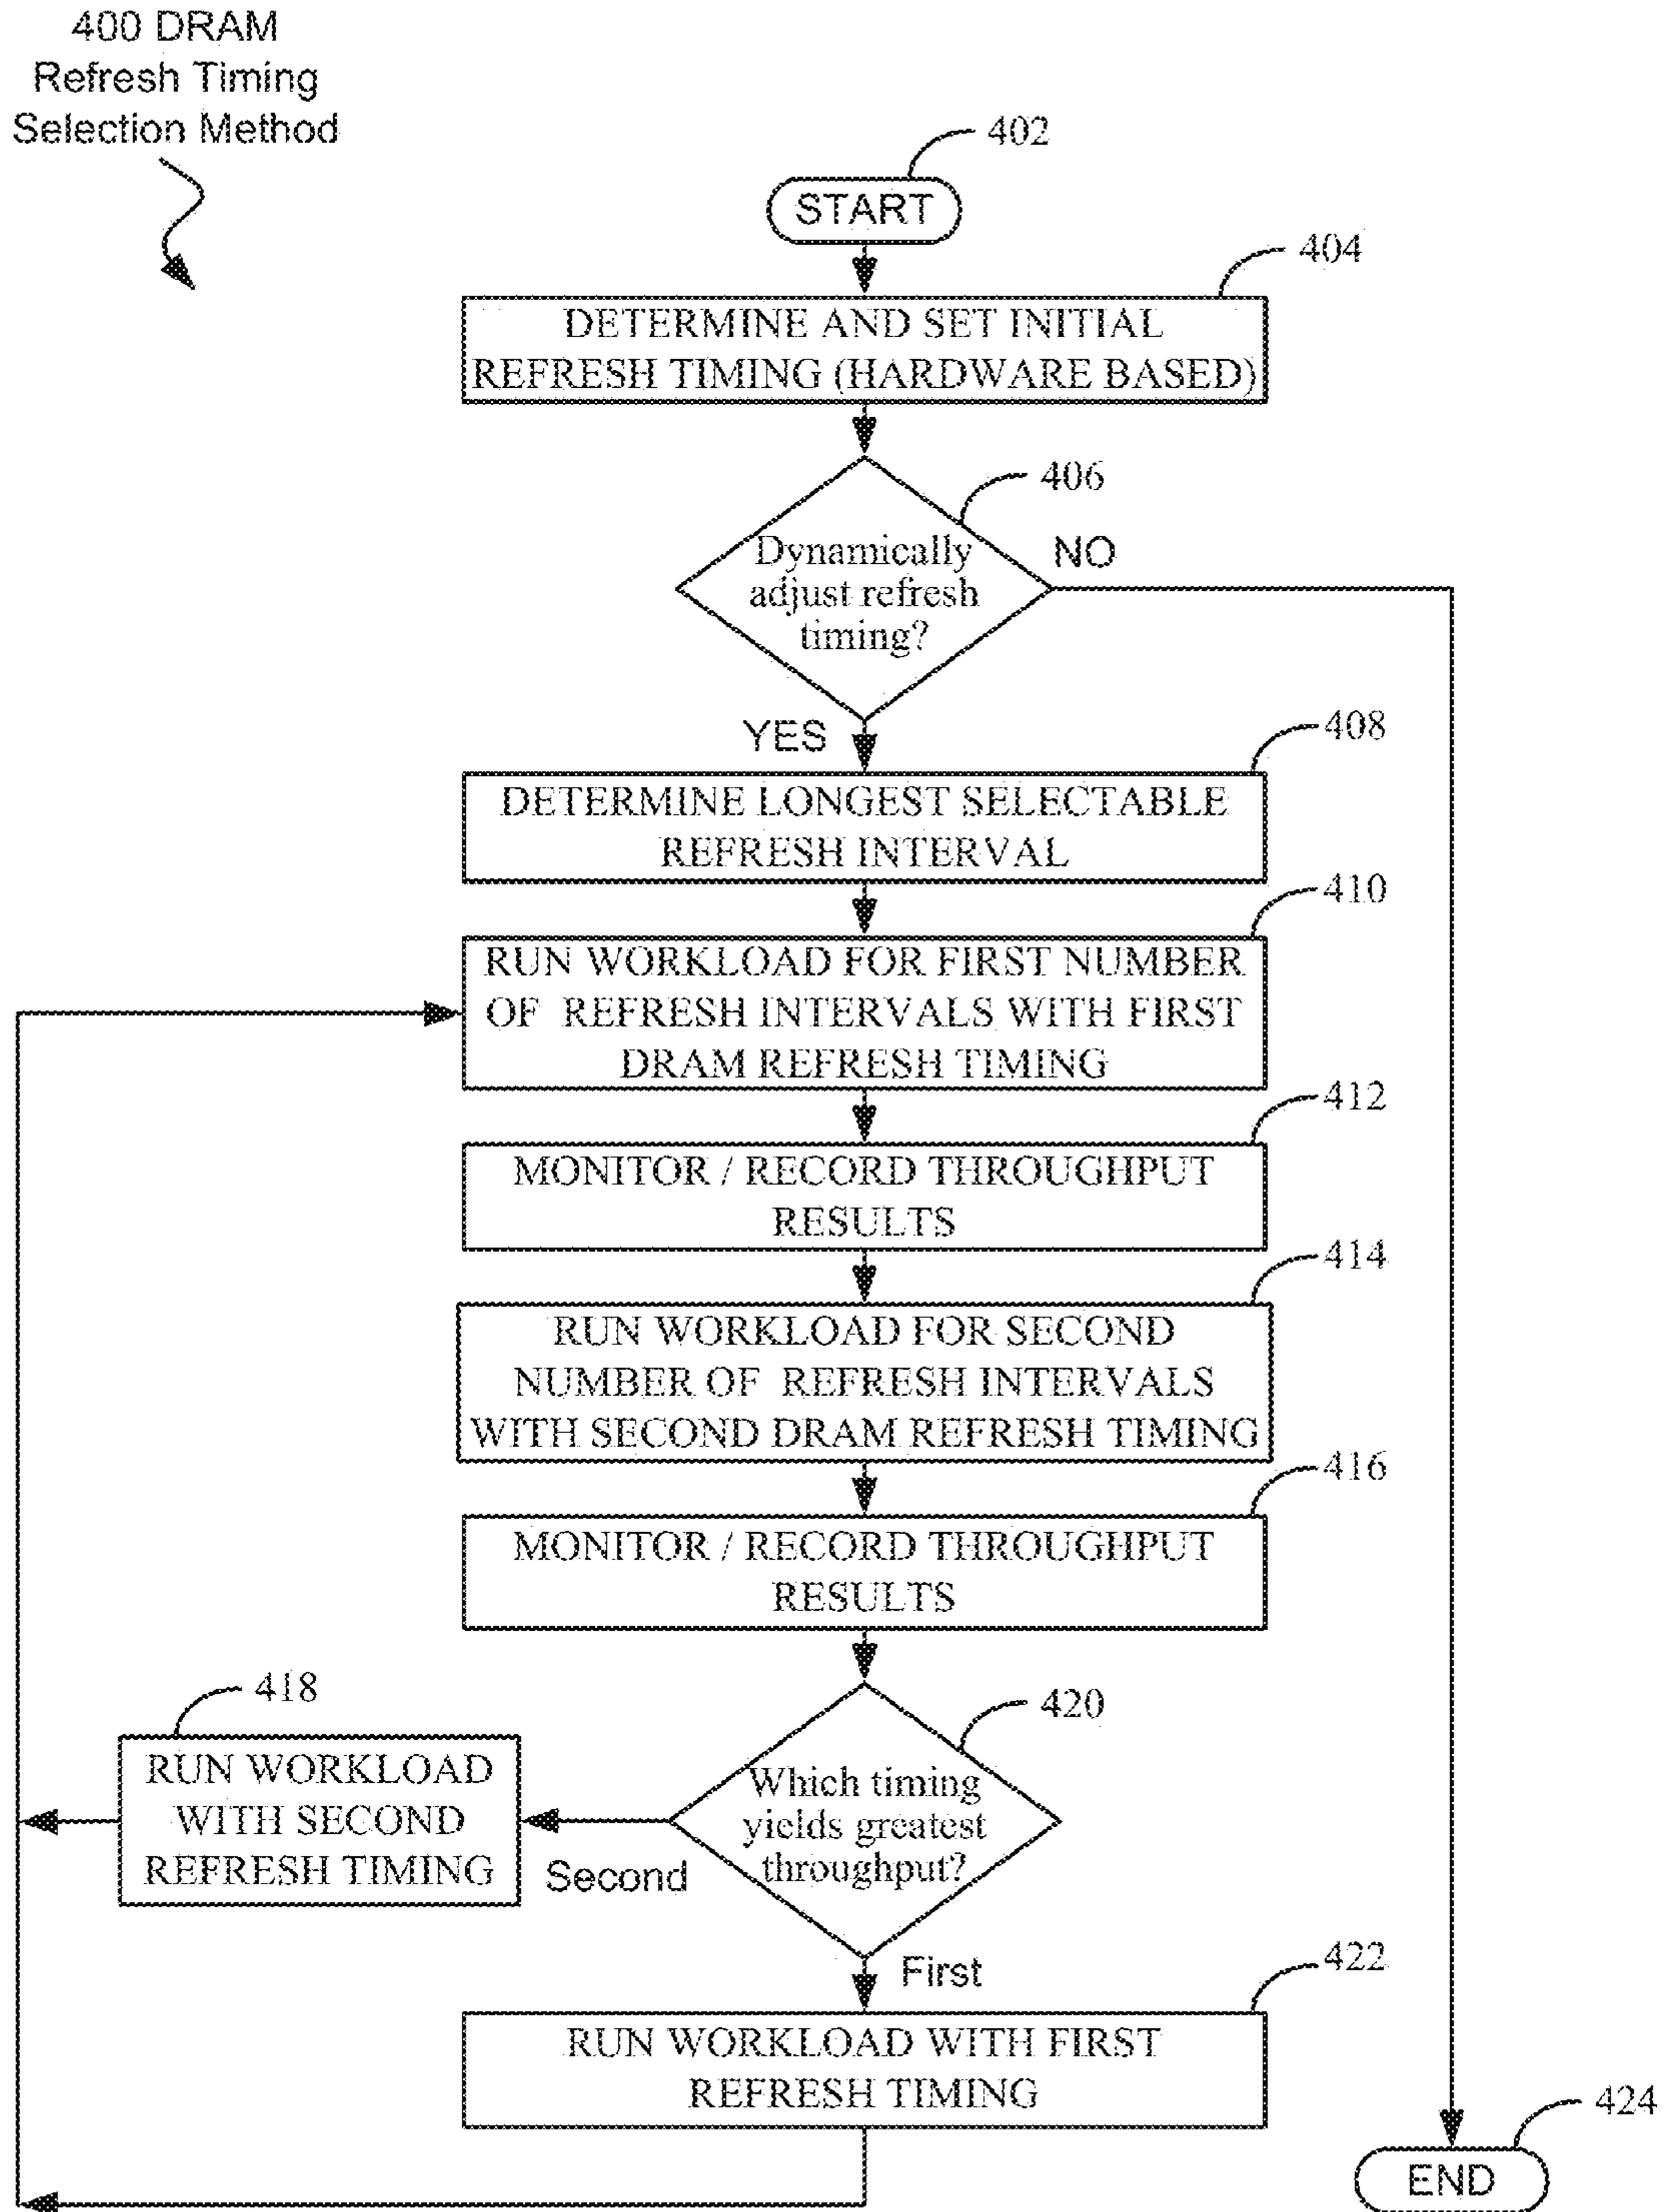 400 DRAM
Refresh Timing
Selection Method
402
START
404
DETERMINE AND SET INITIAL
REFRESH TIMING (HARDWARE BASED)
406
Dynamically
adjust refresh
timing?
NO
YES
408
DETERMINE LONGEST SELECTABLE
REFRESH INTERVAL
410
RUN WORKLOAD FOR FIRST NUMBER
OF REFRESH INTERVALS WITH FIRST
DRAM REFRESH TIMING
412
MONITOR / RECORD THROUGHPUT
RESULTS
414
RUN WORKLOAD FOR SECOND
NUMBER OF REFRESH INTERVALS
WITH SECOND DRAM REFRESH TIMING
416
MONITOR / RECORD THROUGHPUT
RESULTS
418
RUN WORKLOAD
WITH SECOND
REFRESH TIMING
420
Which timing
yields greatest
throughput?
Second
First
422
RUN WORKLOAD WITH FIRST
REFRESH TIMING
424
END